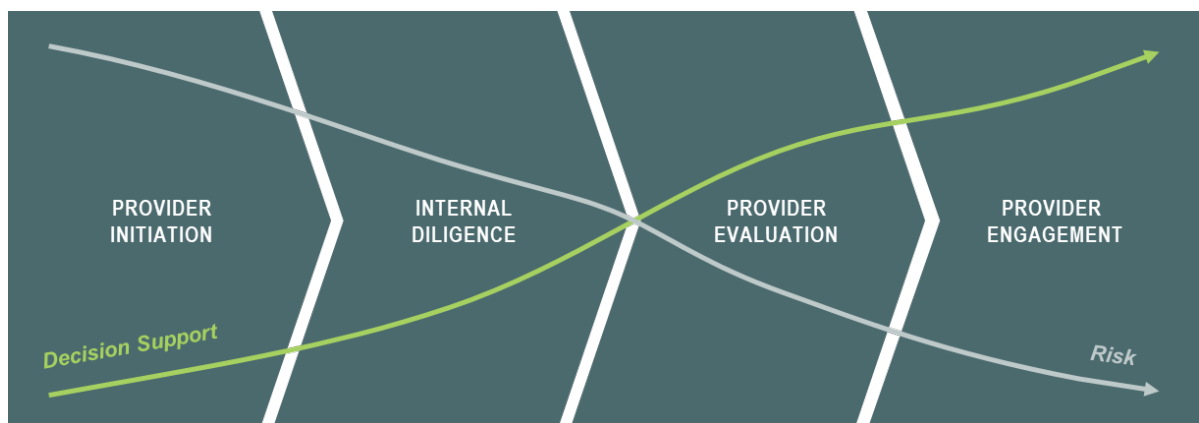 PROVIDER
INITIATION
INTERNAL
DILIGENCE
PROVIDER
EVALUATION
PROVIDER
ENGAGEMENT
Decision Support
Risk